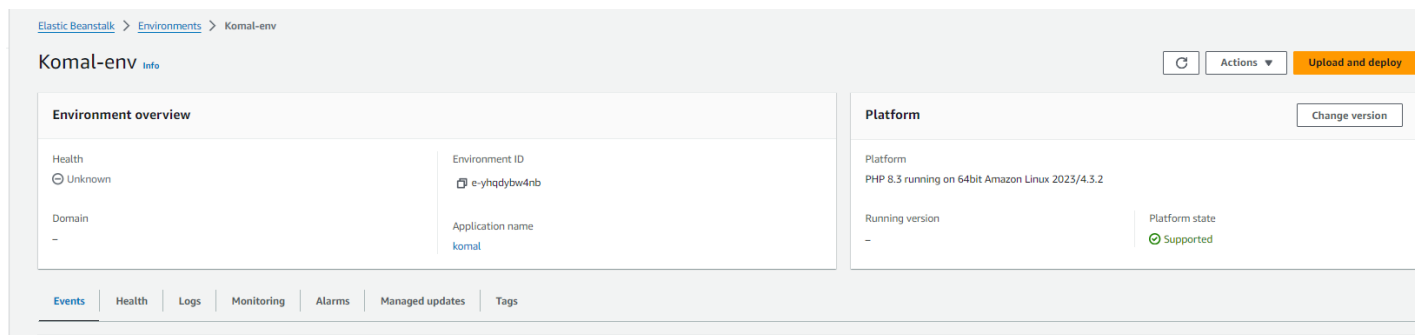 Elastic Beanstalk > Environments > Komal-env
Komal-env Info
Actions ▼
Upload and deploy
Environment overview
Health
Unknown
Domain
–
Environment ID
e-yhqdybw4nb
Application name
komal
Platform
Change version
Platform
PHP 8.3 running on 64bit Amazon Linux 2023/4.3.2
Running version
–
Platform state
Supported
Events
Health
Logs
Monitoring
Alarms
Managed updates
Tags